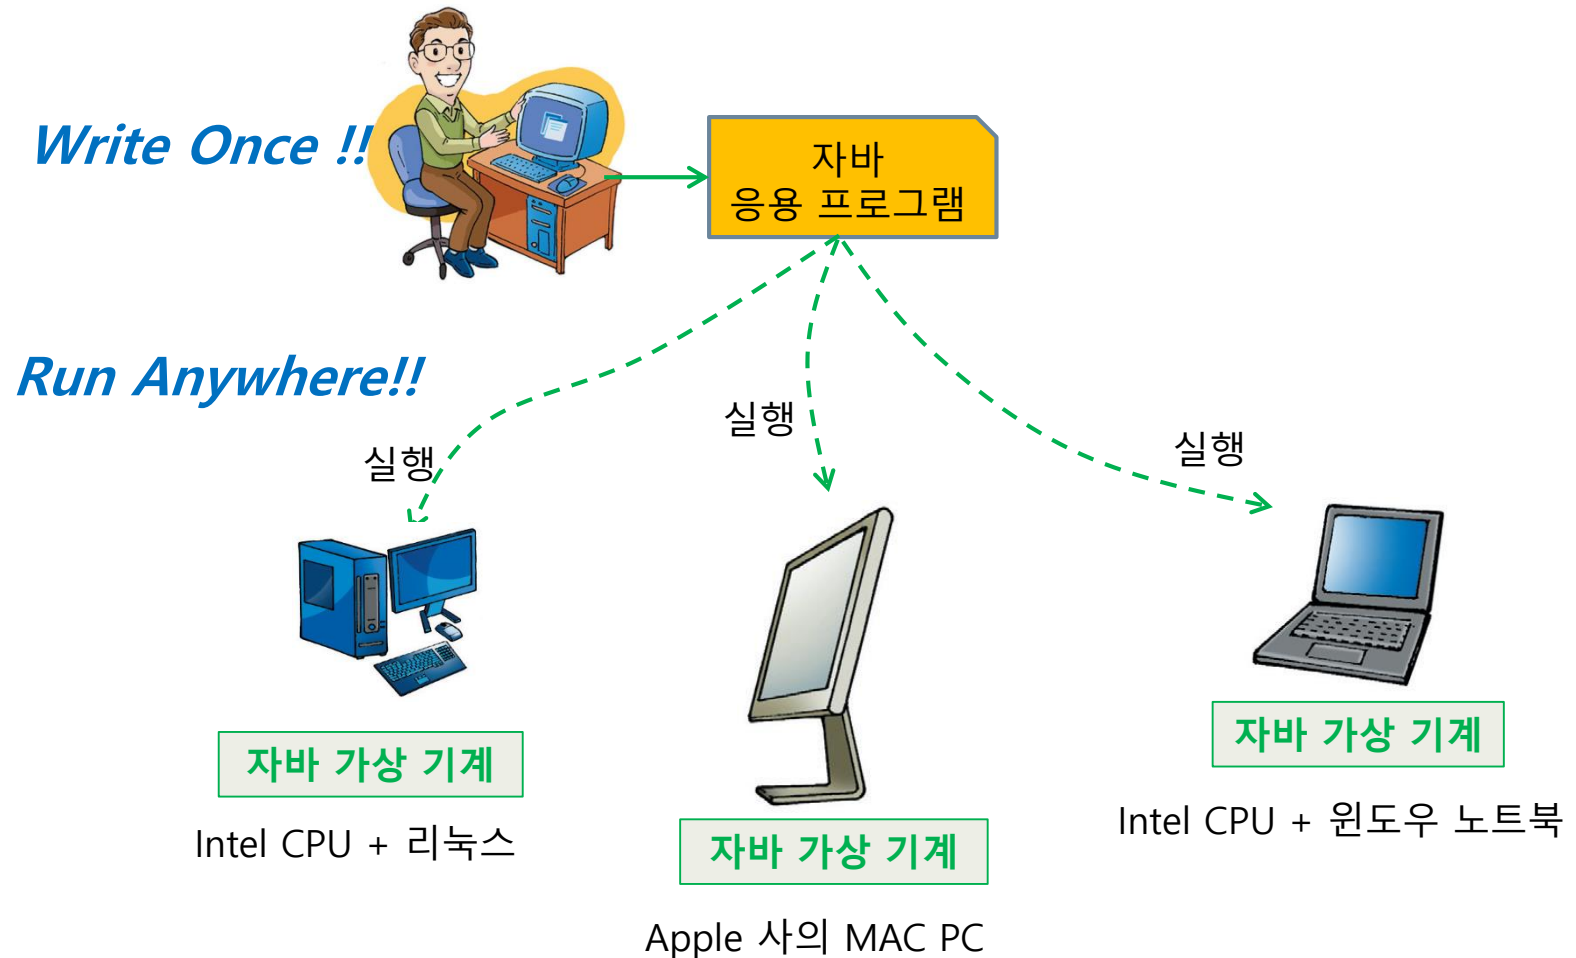 Write Once !!
자바
응용 프로그램
Run Anywhere!!
실행
실행
실행
자바 가상 기계
Intel CPU + 리눅스
자바 가상 기계
Apple 사의 MAC PC
자바 가상 기계
Intel CPU + 윈도우 노트북